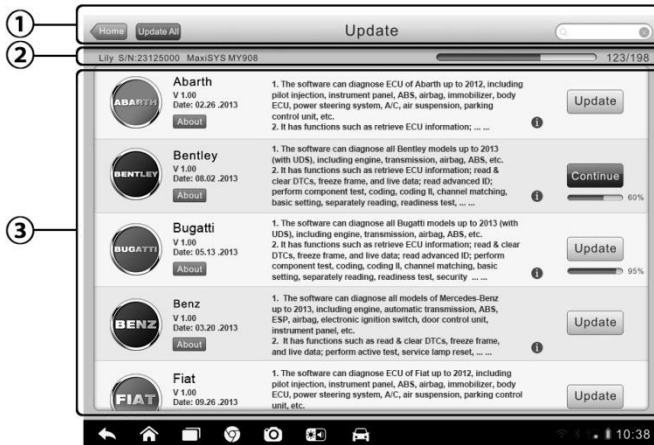 ① Home Update All Update
② Lily S/N:23125000 MaxiSYS MY908 123/198
③
ABARTH
Abarth
V 1.00
Date: 02.26 .2013
About
1. The software can diagnose ECU of Abarth up to 2012, including
pilot injection, instrument panel, ABS, airbag, immobilizer, body
ECU, power steering system, A/C, air suspension, parking
control unit, etc.
2. It has functions such as retrieve ECU information; ... ...
Update
BENTLEY
Bentley
V 1.00
Date: 08.02 .2013
About
1. The software can diagnose all Bentley models up to 2013
(with UDS), including engine, transmission, airbag, ABS, etc.
2. It has functions such as retrieve ECU information; read &
clear DTCs, freeze frame, and live data; read advanced ID;
perform component test, coding, coding II, channel matching,
basic setting, separately reading, readiness test, ... ...
Continue
60%
BUGATTI
Bugatti
V 1.00
Date: 05.13 .2013
About
1. The software can diagnose all Bugatti models up to 2013 (with
UDS), including engine, transmission, airbag, ABS, etc.
2. It has functions such as retrieve ECU information; read & clear
DTCs, freeze frame, and live data; read advanced ID; perform
component test, coding, coding II, channel matching, basic
setting, separately reading, readiness test, security ... ...
Update
95%
BENZ
Benz
V 1.00
Date: 03.20 .2013
About
1. The software can diagnose all models of Mercedes-Benz
up to 2013, including engine, automatic transmission, ABS,
ESP, airbag, electronic ignition switch, door control unit,
instrument panel, etc.
2. It has functions such as read & clear DTCs, freeze frame,
and live data; perform active test, service lamp reset, ... ...
Update
FIAT
Fiat
V 1.00
Date: 09.26 .2013
1. The software can diagnose ECU of Fiat up to 2012, including
pilot injection, instrument panel, ABS, airbag, immobilizer, body
ECU, power steering system, A/C, air suspension, parking control
unit, etc.
Update
10:38